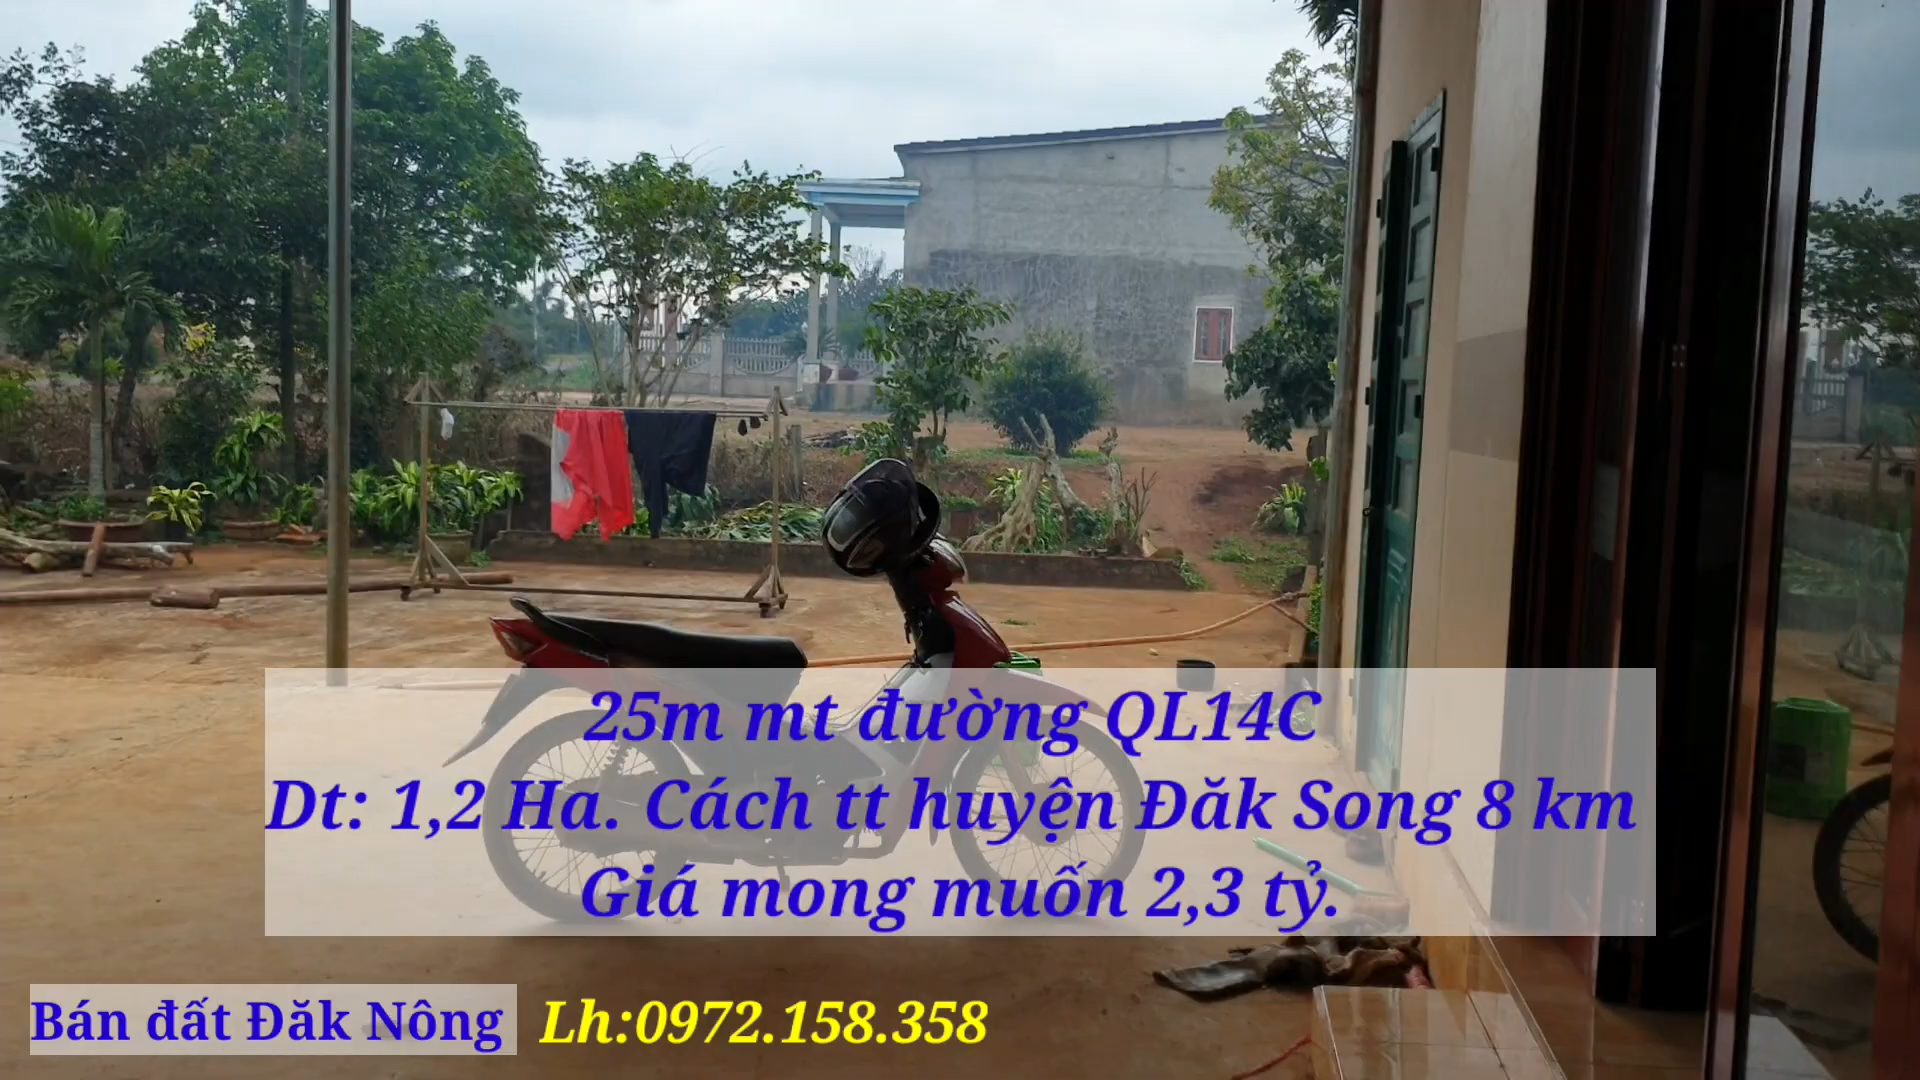 25m mt đường QL14C
Dt: 1,2 Ha. Cách tt huyện Đăk Song 8 km
Giá mong muốn 2,3 tỷ.
Bán đất Đăk Nông
Lh:0972.158.358